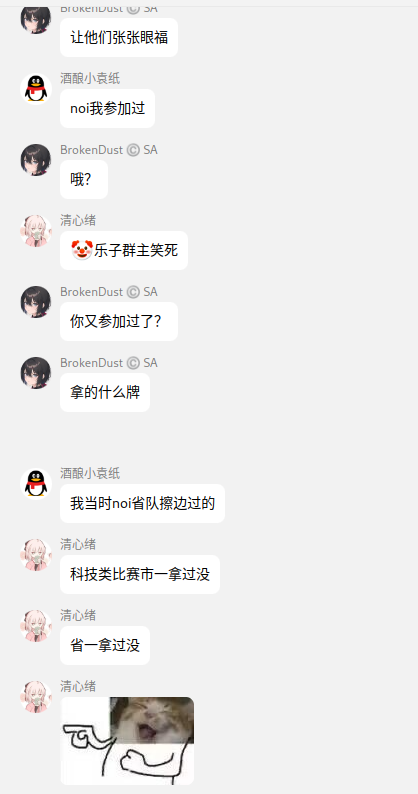 BrokenDust Ⓒ SA
让他们张张眼福
酒酿小袁纸
noi我参加过
BrokenDust Ⓒ SA
哦？
清心绪
🤡乐子群主笑死
BrokenDust Ⓒ SA
你又参加过了？
BrokenDust Ⓒ SA
拿的什么牌
酒酿小袁纸
我当时noi省队擦边过的
清心绪
科技类比赛市一拿过没
清心绪
省一拿过没
清心绪